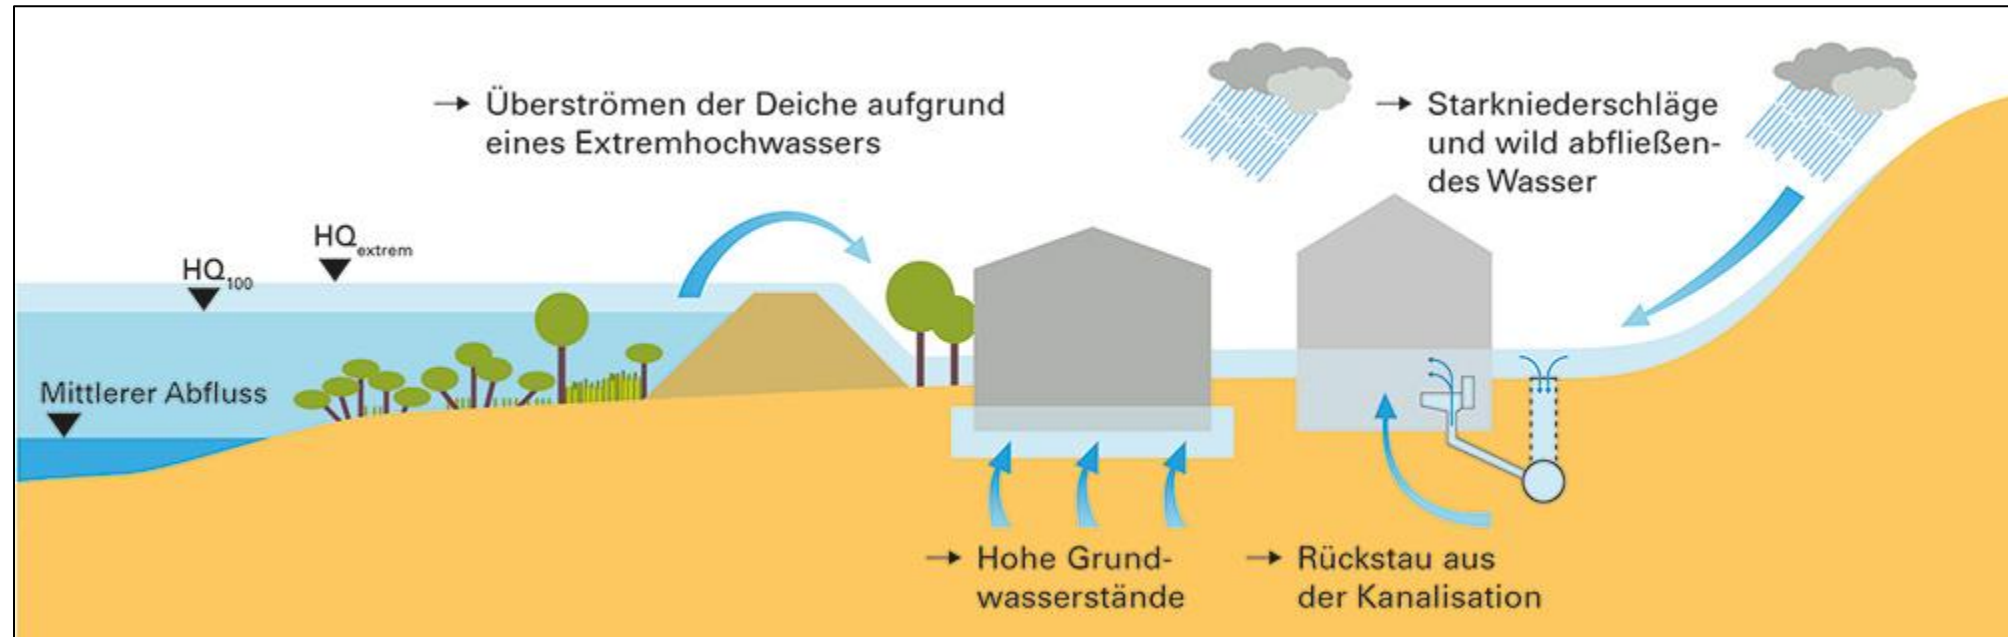 → Überströmen der Deiche aufgrund
eines Extremhochwassers
→ Starkniederschläge
und wild abfließen-
des Wasser
HQextrem
HQ100
Mittlerer Abfluss
→ Hohe Grund-
wasserstände
→ Rückstau aus
der Kanalisation